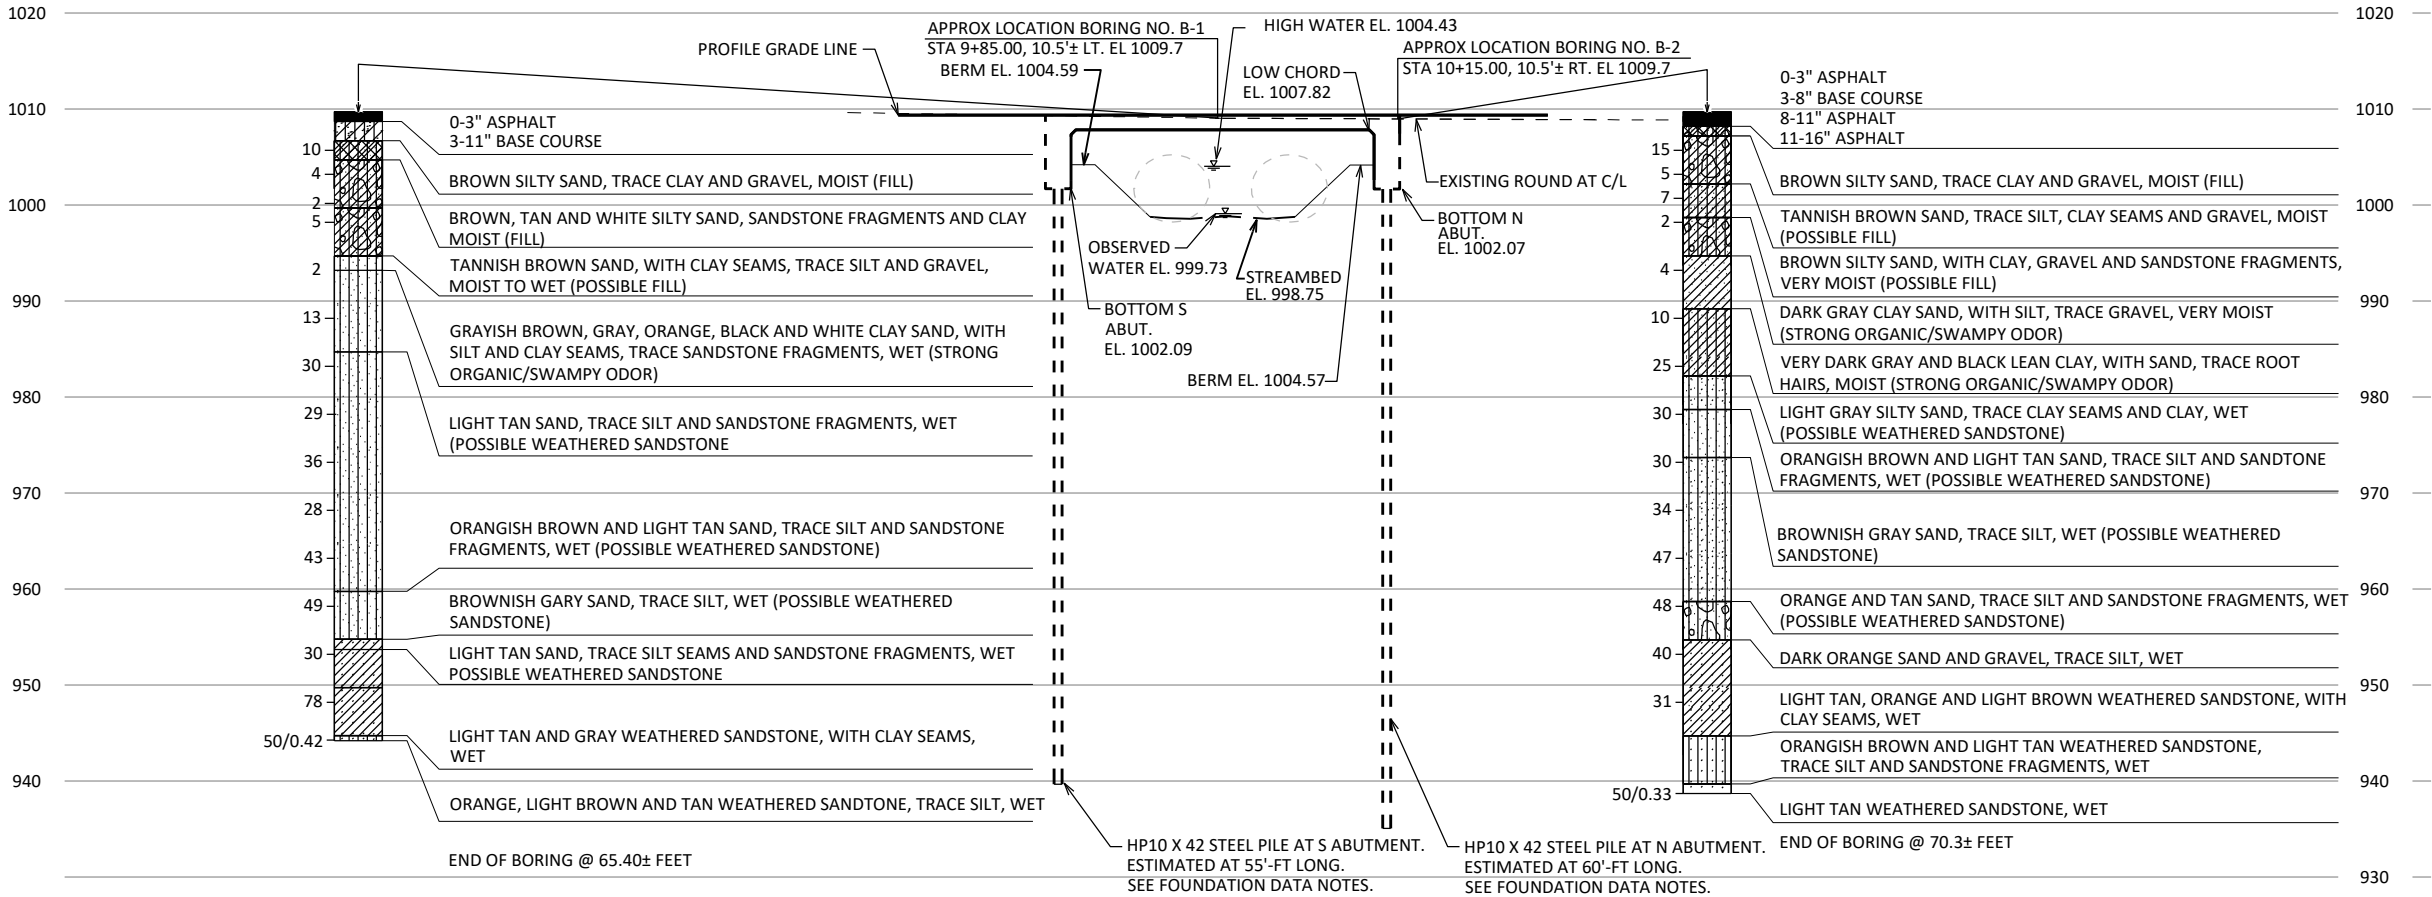 1020
1010
1000
990
980
970
960
950
940
10
4
2
5
2
13
30
29
36
28
43
49
30
78
50/0.42
0-3" ASPHALT
3-11" BASE COURSE
BROWN SILTY SAND, TRACE CLAY AND GRAVEL, MOIST (FILL)
BROWN, TAN AND WHITE SILTY SAND, SANDSTONE FRAGMENTS AND CLAY
MOIST (FILL)
TANNISH BROWN SAND, WITH CLAY SEAMS, TRACE SILT AND GRAVEL,
MOIST TO WET (POSSIBLE FILL)
GRAYISH BROWN, GRAY, ORANGE, BLACK AND WHITE CLAY SAND, WITH
SILT AND CLAY SEAMS, TRACE SANDSTONE FRAGMENTS, WET (STRONG
ORGANIC/SWAMPY ODOR)
LIGHT TAN SAND, TRACE SILT AND SANDSTONE FRAGMENTS, WET
(POSSIBLE WEATHERED SANDSTONE
ORANGISH BROWN AND LIGHT TAN SAND, TRACE SILT AND SANDSTONE
FRAGMENTS, WET (POSSIBLE WEATHERED SANDSTONE)
BROWNISH GARY SAND, TRACE SILT, WET (POSSIBLE WEATHERED
SANDSTONE)
LIGHT TAN SAND, TRACE SILT SEAMS AND SANDSTONE FRAGMENTS, WET
POSSIBLE WEATHERED SANDSTONE
LIGHT TAN AND GRAY WEATHERED SANDSTONE, WITH CLAY SEAMS,
WET
ORANGE, LIGHT BROWN AND TAN WEATHERED SANDTONE, TRACE SILT, WET
END OF BORING @ 65.40± FEET
PROFILE GRADE LINE
APPROX LOCATION BORING NO. B-1
STA 9+85.00, 10.5'± LT. EL 1009.7
BERM EL. 1004.59
HIGH WATER EL. 1004.43
LOW CHORD
EL. 1007.82
APPROX LOCATION BORING NO. B-2
STA 10+15.00, 10.5'± RT. EL 1009.7
EXISTING ROUND AT C/L
BOTTOM N
ABUT.
EL. 1002.07
OBSERVED
WATER EL. 999.73
STREAMBED
EL. 998.75
BOTTOM S
ABUT.
EL. 1002.09
BERM EL. 1004.57
HP10 X 42 STEEL PILE AT S ABUTMENT.
ESTIMATED AT 55'-FT LONG.
SEE FOUNDATION DATA NOTES.
HP10 X 42 STEEL PILE AT N ABUTMENT.
ESTIMATED AT 60'-FT LONG.
SEE FOUNDATION DATA NOTES.
15
5
7
2
4
10
25
30
30
34
47
48
40
31
50/0.33
0-3" ASPHALT
3-8" BASE COURSE
8-11" ASPHALT
11-16" ASPHALT
BROWN SILTY SAND, TRACE CLAY AND GRAVEL, MOIST (FILL)
TANNISH BROWN SAND, TRACE SILT, CLAY SEAMS AND GRAVEL, MOIST
(POSSIBLE FILL)
BROWN SILTY SAND, WITH CLAY, GRAVEL AND SANDSTONE FRAGMENTS,
VERY MOIST (POSSIBLE FILL)
DARK GRAY CLAY SAND, WITH SILT, TRACE GRAVEL, VERY MOIST
(STRONG ORGANIC/SWAMPY ODOR)
VERY DARK GRAY AND BLACK LEAN CLAY, WITH SAND, TRACE ROOT
HAIRS, MOIST (STRONG ORGANIC/SWAMPY ODOR)
LIGHT GRAY SILTY SAND, TRACE CLAY SEAMS AND CLAY, WET
(POSSIBLE WEATHERED SANDSTONE)
ORANGISH BROWN AND LIGHT TAN SAND, TRACE SILT AND SANDTONE
FRAGMENTS, WET (POSSIBLE WEATHERED SANDSTONE)
BROWNISH GRAY SAND, TRACE SILT, WET (POSSIBLE WEATHERED
SANDSTONE)
ORANGE AND TAN SAND, TRACE SILT AND SANDSTONE FRAGMENTS, WET
(POSSIBLE WEATHERED SANDSTONE)
DARK ORANGE SAND AND GRAVEL, TRACE SILT, WET
LIGHT TAN, ORANGE AND LIGHT BROWN WEATHERED SANDSTONE, WITH
CLAY SEAMS, WET
ORANGISH BROWN AND LIGHT TAN WEATHERED SANDSTONE,
TRACE SILT AND SANDSTONE FRAGMENTS, WET
LIGHT TAN WEATHERED SANDSTONE, WET
END OF BORING @ 70.3± FEET
1020
1010
1000
990
980
970
960
950
940
930